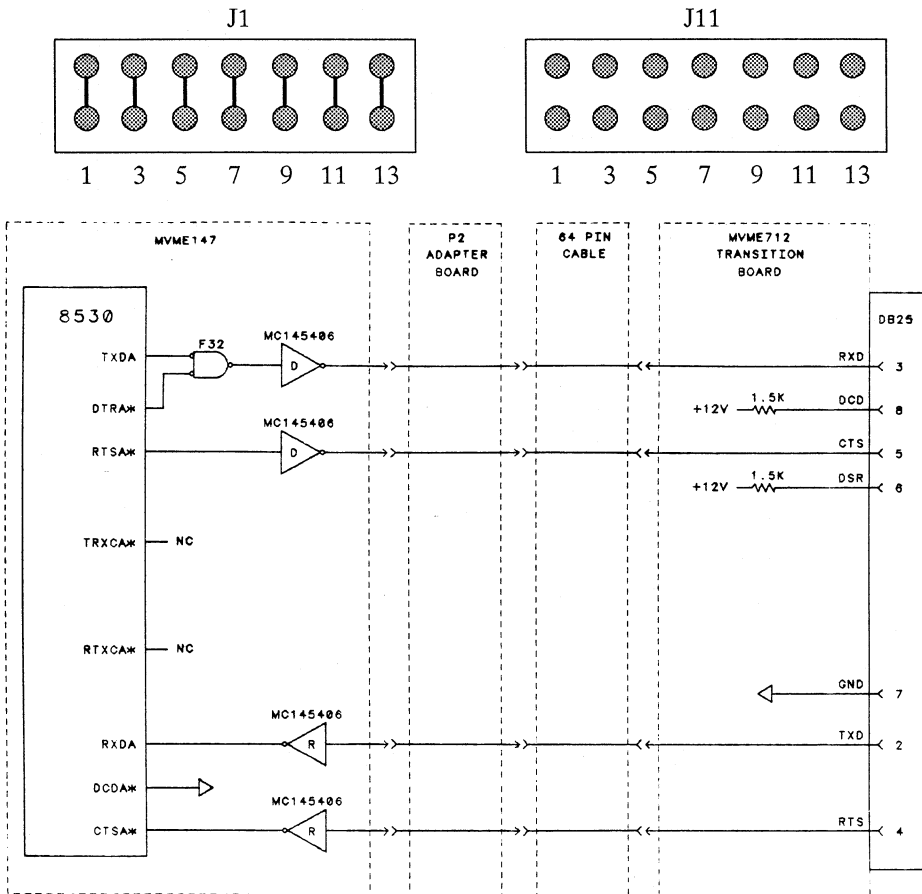 J1 J11
1 3 5 7 9 11 13 1 3 5 7 9 11 13
MVME147 P2 ADAPTER BOARD 64 PIN CABLE MVME712 TRANSITION BOARD
8530 DB25
F32 MC145406
TXDA D RXD 3
DTRA* +12V 1.5K DCD 8
MC145406
RTSA* D CTS 5
+12V 1.5K DSR 6
TRXCA* NC
RTXCA* NC
GND 7
MC145406
RXDA R TXD 2
DCDA*
MC145406
CTSA* R RTS 4